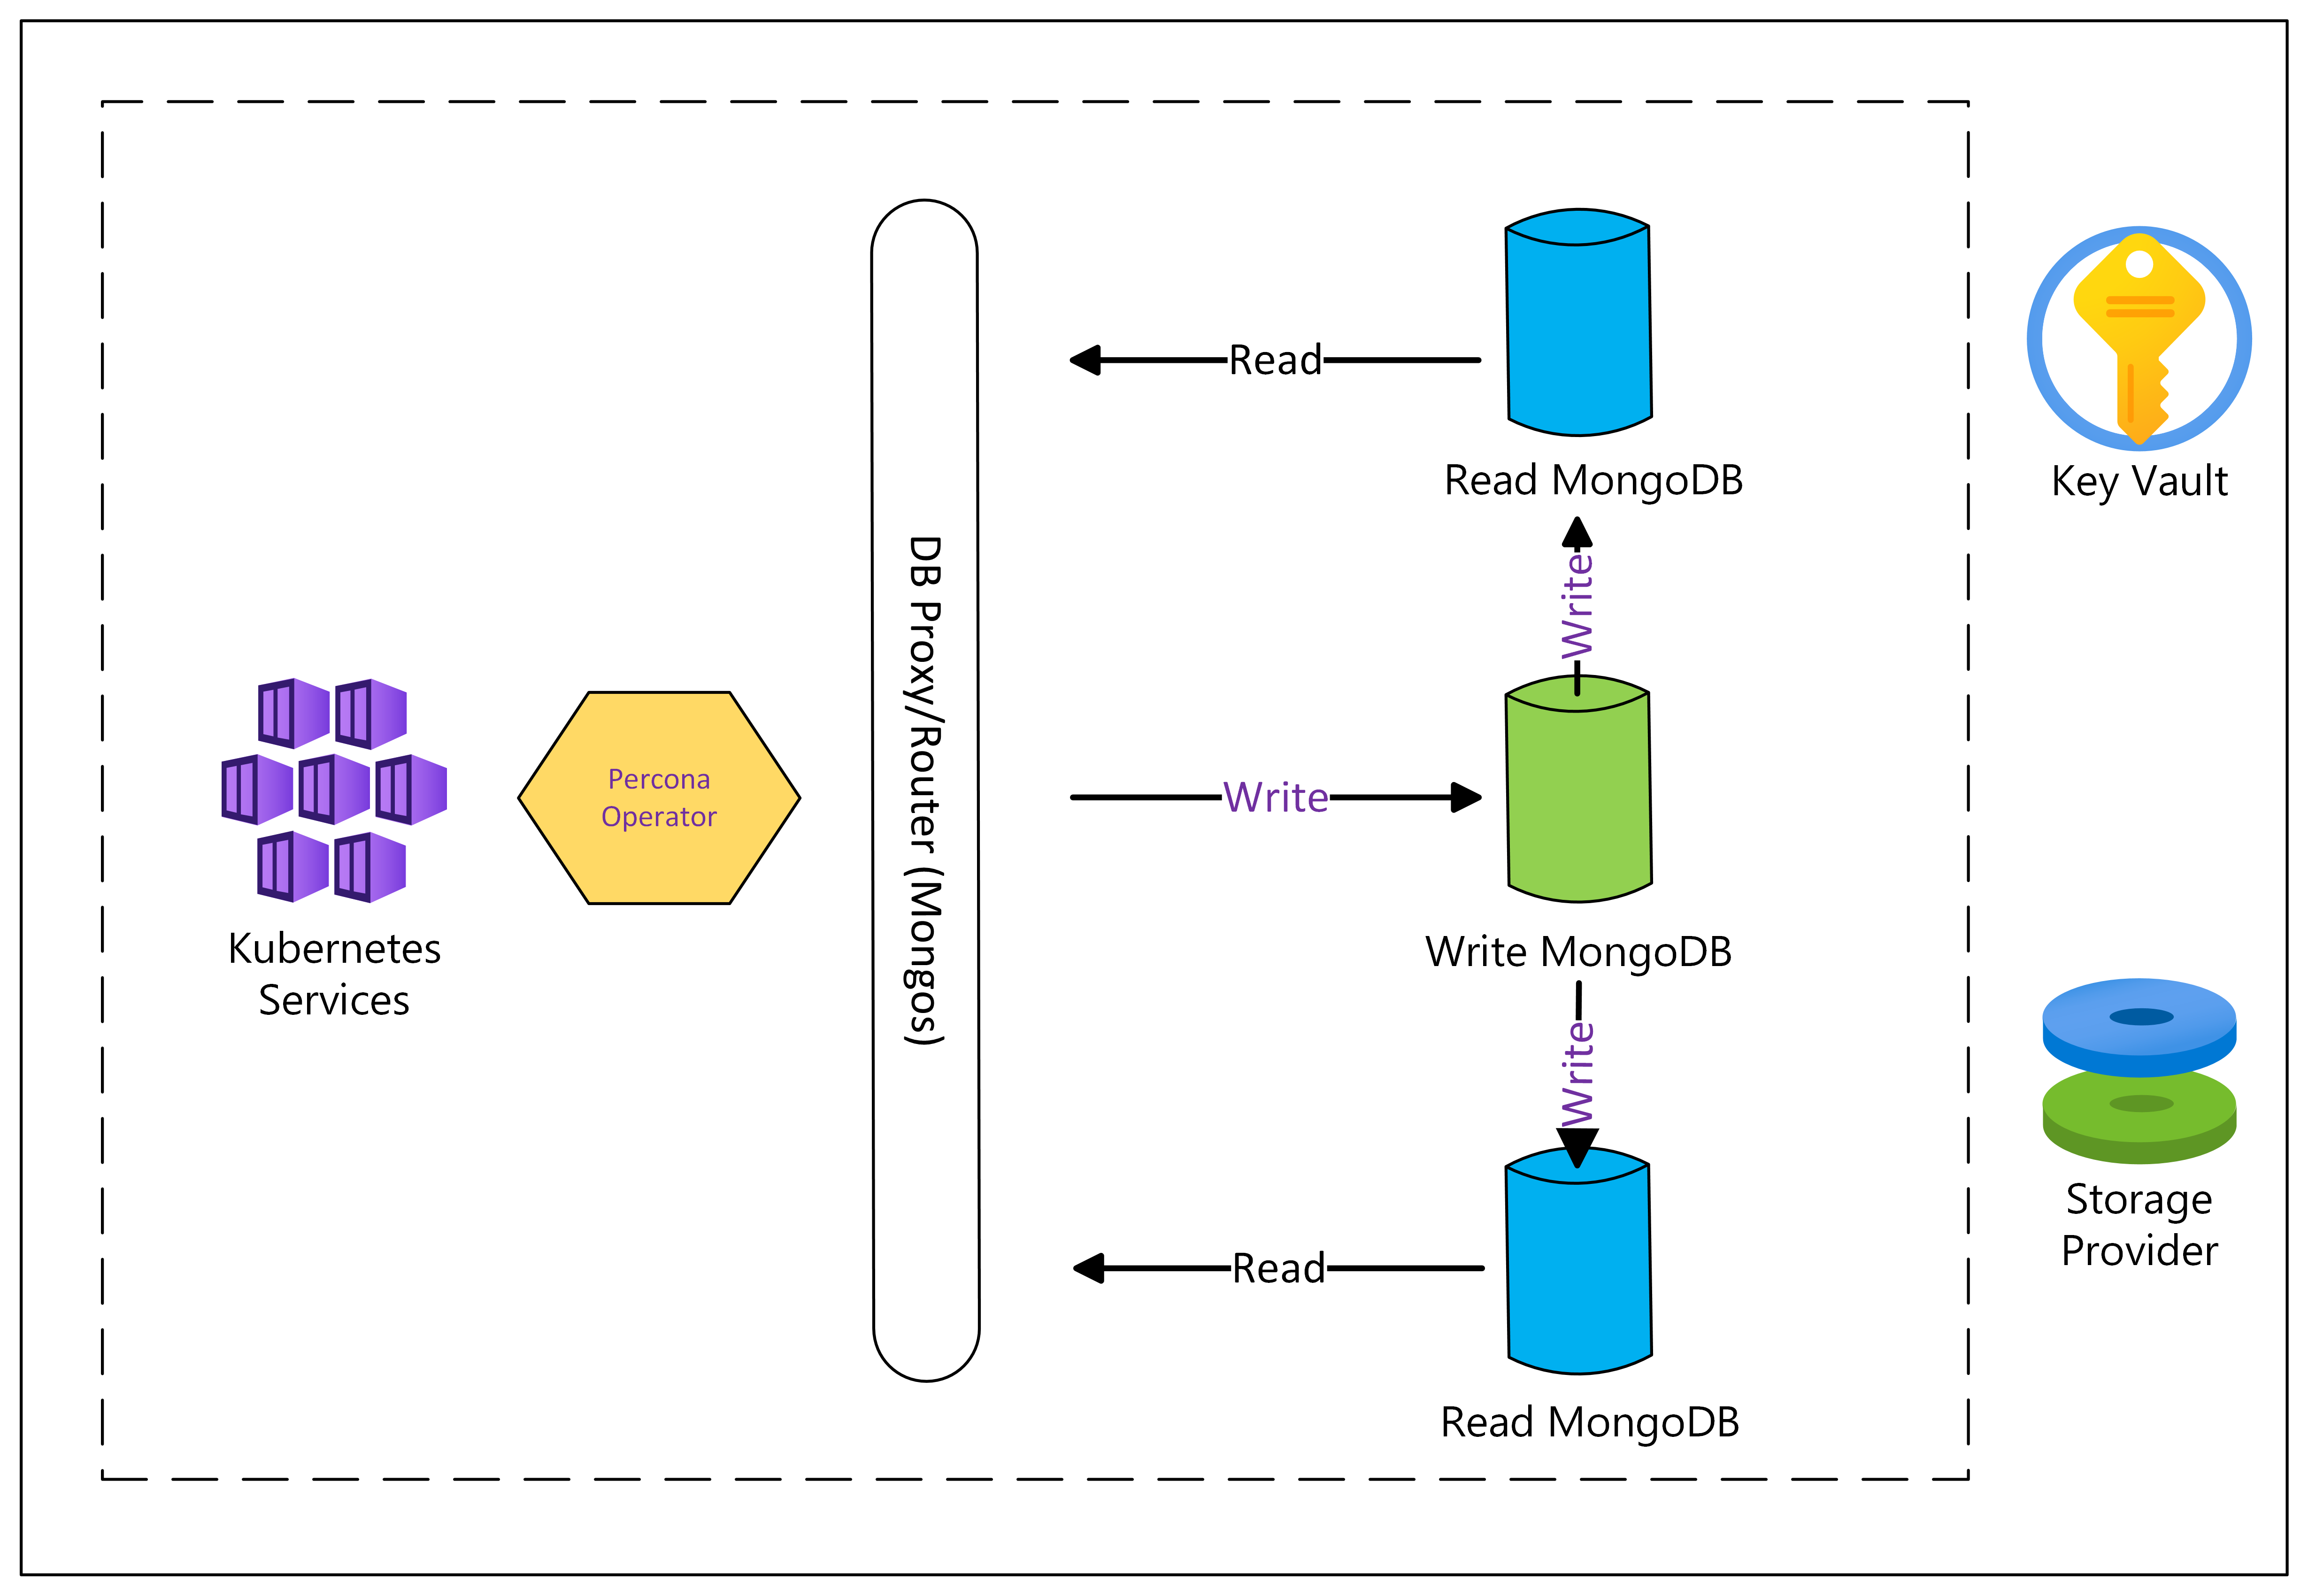 Read
Read MongoDB
Key Vault
Write
DB Proxy/Router (Mongos)
Percona
Operator
Write
Write MongoDB
Kubernetes
Services
Write
Storage
Provider
Read
Read MongoDB